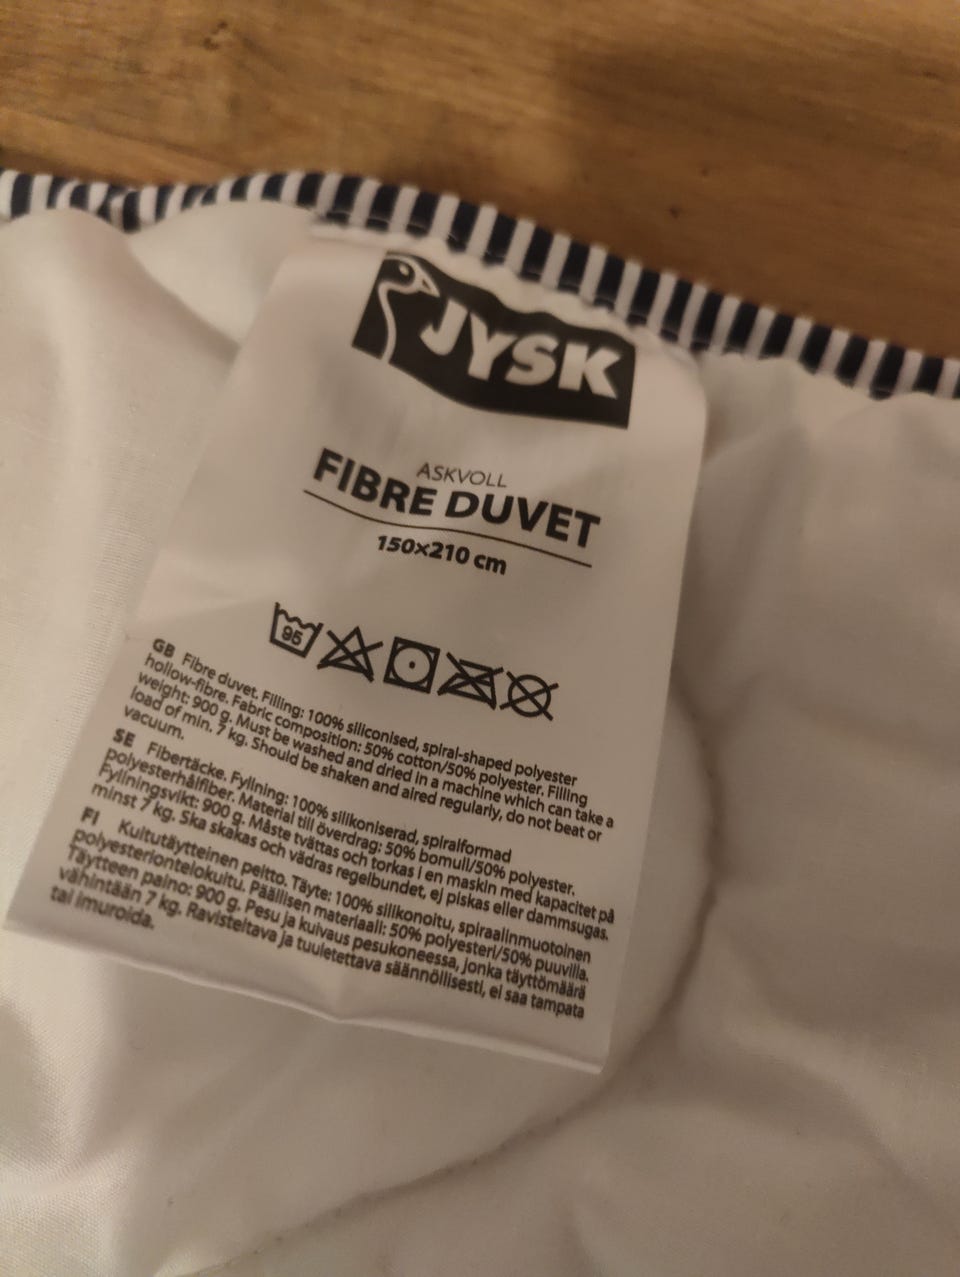 JYSK
ASKVOLL
FIBRE DUVET
150×210 cm
95
GB Fibre duvet. Filling: 100% siliconised, spiral-shaped polyester
hollow-fibre. Fabric composition: 50% cotton/50% polyester. Filling
weight: 900 g. Must be washed and dried in a machine which can take a
load of min. 7 kg. Should be shaken and aired regularly, do not beat or
vacuum.
SE Fibertäcke. Fyllning: 100% silikoniserad, spiralformad
polyesterhålfiber. Material till överdrag: 50% bomull/50% polyester.
Fyllningsvikt: 900 g. Måste tvättas och torkas i en maskin med kapacitet på
minst 7 kg. Ska skakas och vädras regelbundet, ej piskas eller dammsugas.
FI Kuitutäytteinen peitto. Täyte: 100% silikonoitu, spiraalinmuotoinen
polyesteriontelokuitu. Päällisen materiaali: 50% polyesteri/50% puuvilla.
Täytteen paino: 900 g. Pesu ja kuivaus pesukoneessa, jonka täyttömäärä
vähintään 7 kg. Ravisteltava ja tuuletettava säännöllisesti, ei saa tampata
tai imuroida.